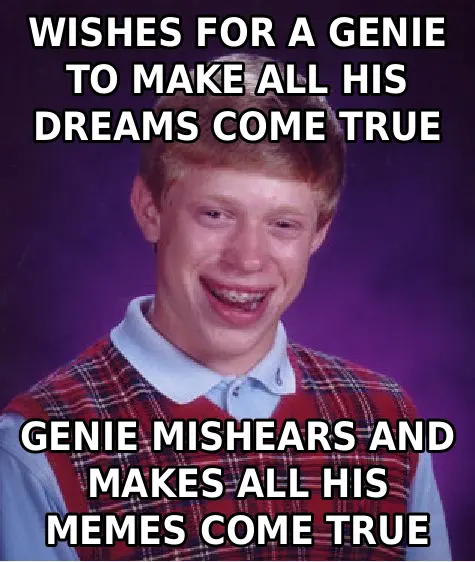 WISHES FOR A GENIE
TO MAKE ALL HIS
DREAMS COME TRUE
GENIE MISHEARS AND
MAKES ALL HIS
MEMES COME TRUE